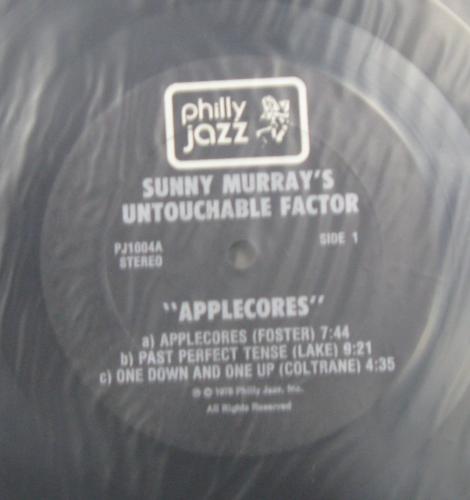 philly
jazz
SUNNY MURRAY'S
UNTOUCHABLE FACTOR
PJ1004A
SIDE 1
STEREO
"APPLECORES"
a) APPLECORES (FOSTER) 7:44
b) PAST PERFECT TENSE (LAKE) 9:21
c) ONE DOWN AND ONE UP (COLTRANE) 4:35
℗ © 1978 Philly Jazz, Inc.
All Rights Reserved